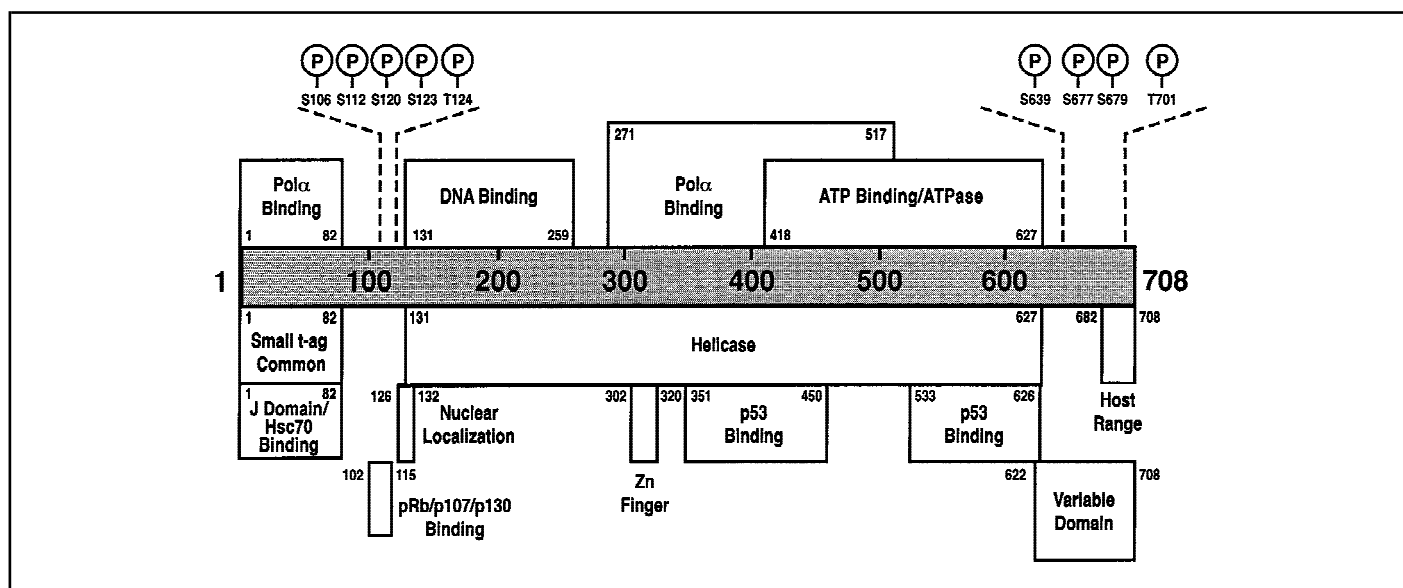 P P P P P P P P P
S106 S112 S120 S123 T124 S639 S677 S679 T701
271 517
Polα
Binding
DNA Binding
Polα
Binding
ATP Binding/ATPase
1 82 131 259 418 627
1 100 200 300 400 500 600 708
1 82 131 627 682 708
Small t-ag
Common
Helicase
1 82 126 132 302 320 351 450 533 626
J Domain/
Hsc70
Binding
Nuclear
Localization
p53
Binding
p53
Binding
Host
Range
102 115 622 708
pRb/p107/p130
Binding
Zn
Finger
Variable
Domain